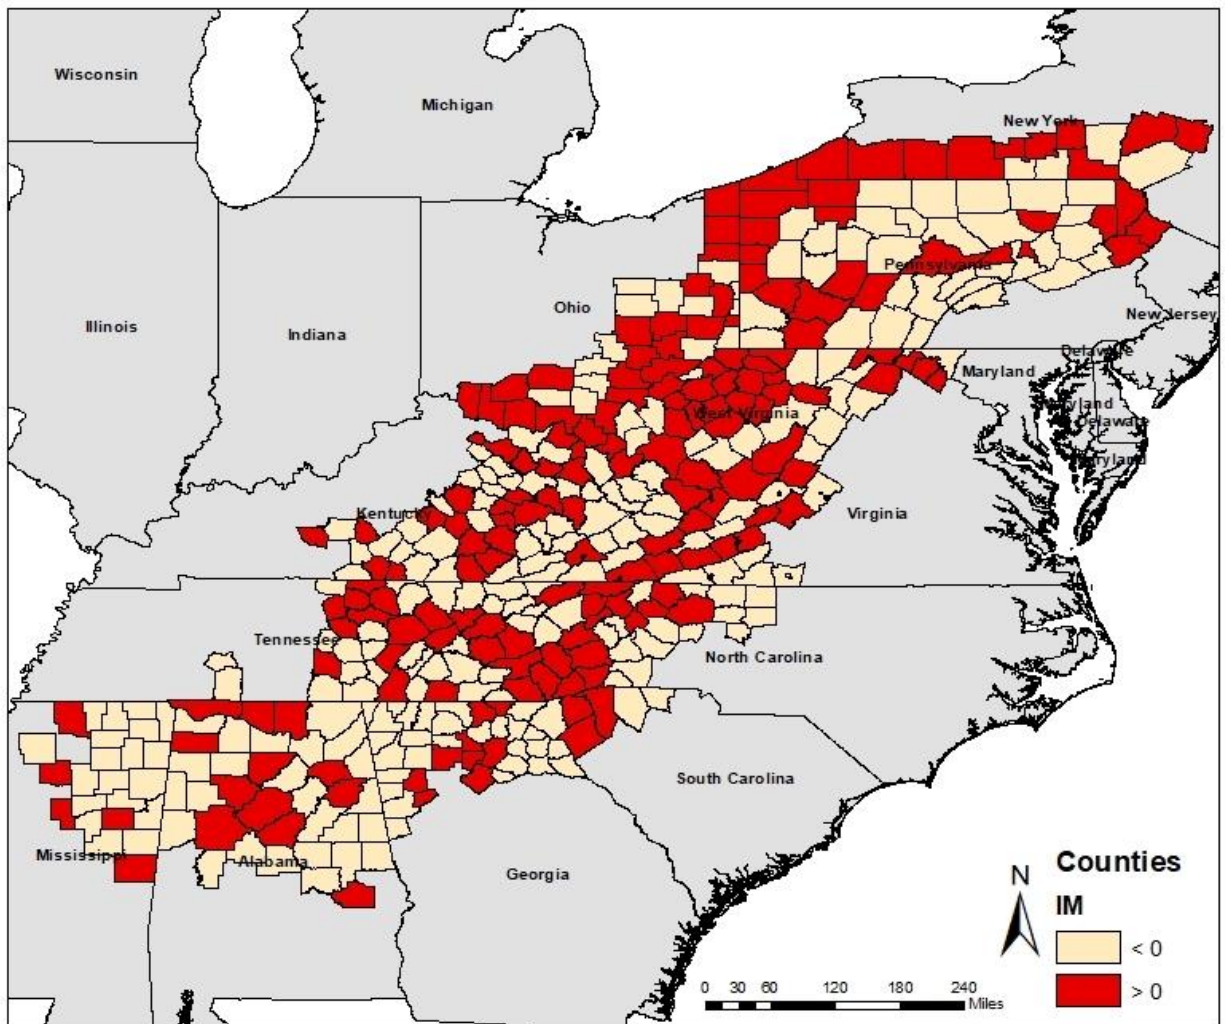 Wisconsin
Michigan
New York
Pennsylvania
Ohio
Illinois
Indiana
New Jersey
Delaware
Maryland
Maryland
West Virginia
Delaware
Maryland
Kentucky
Virginia
Tennessee
North Carolina
South Carolina
Mississippi
Alabama
Georgia
N
Counties
IM
< 0
> 0
0 30 60 120 180 240
Miles